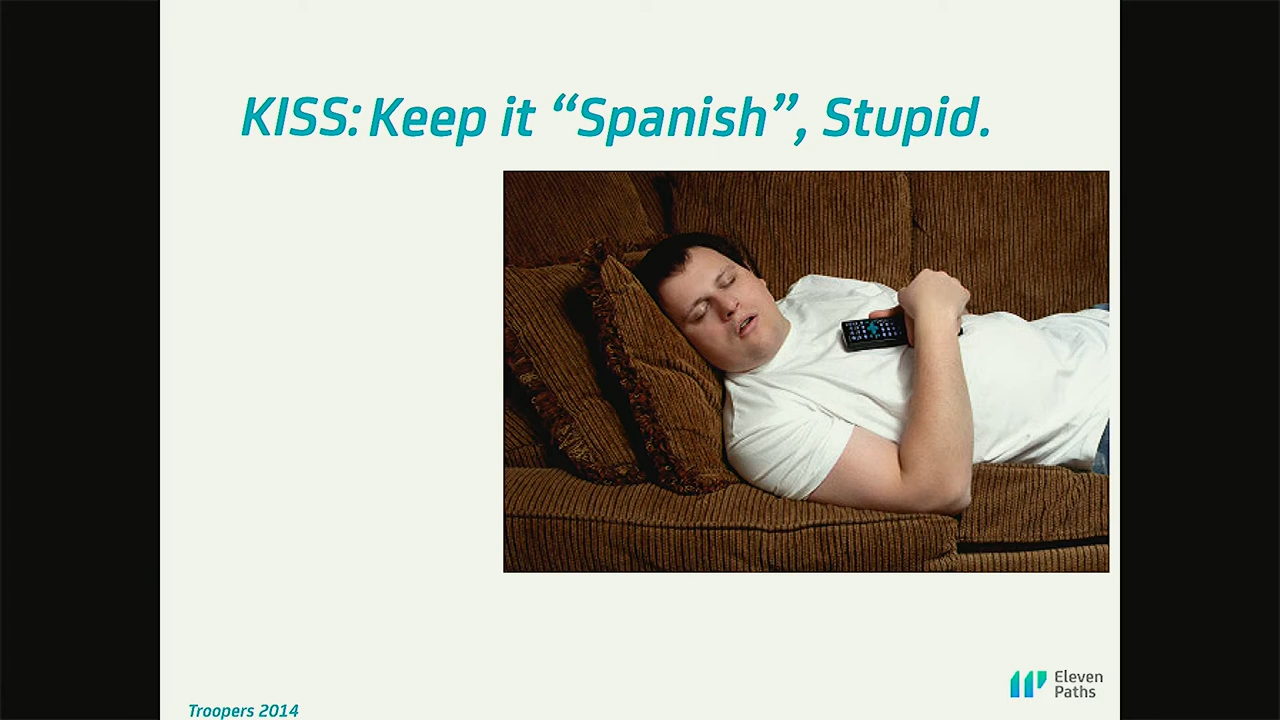 KISS: Keep it “Spanish”, Stupid.
Eleven
Paths
Troopers 2014